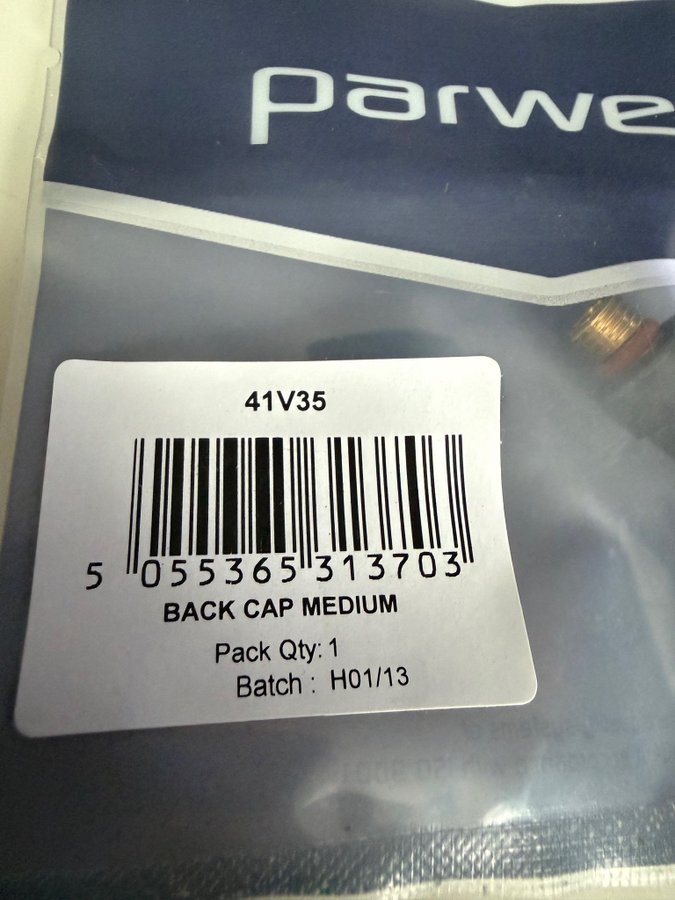 parwe
41V35
5 055365 313703
BACK CAP MEDIUM
Pack Qty: 1
Batch : H01/13